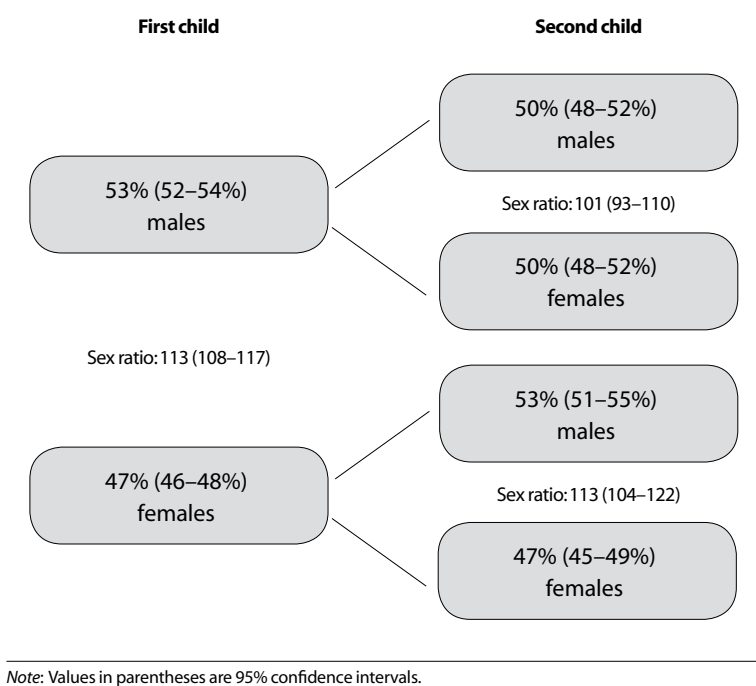 First child
Second child
53% (52–54%)
males
Sex ratio: 113 (108–117)
47% (46–48%)
females
50% (48–52%)
males
Sex ratio: 101 (93–110)
50% (48–52%)
females
53% (51–55%)
males
Sex ratio: 113 (104–122)
47% (45–49%)
females
Note: Values in parentheses are 95% confidence intervals.